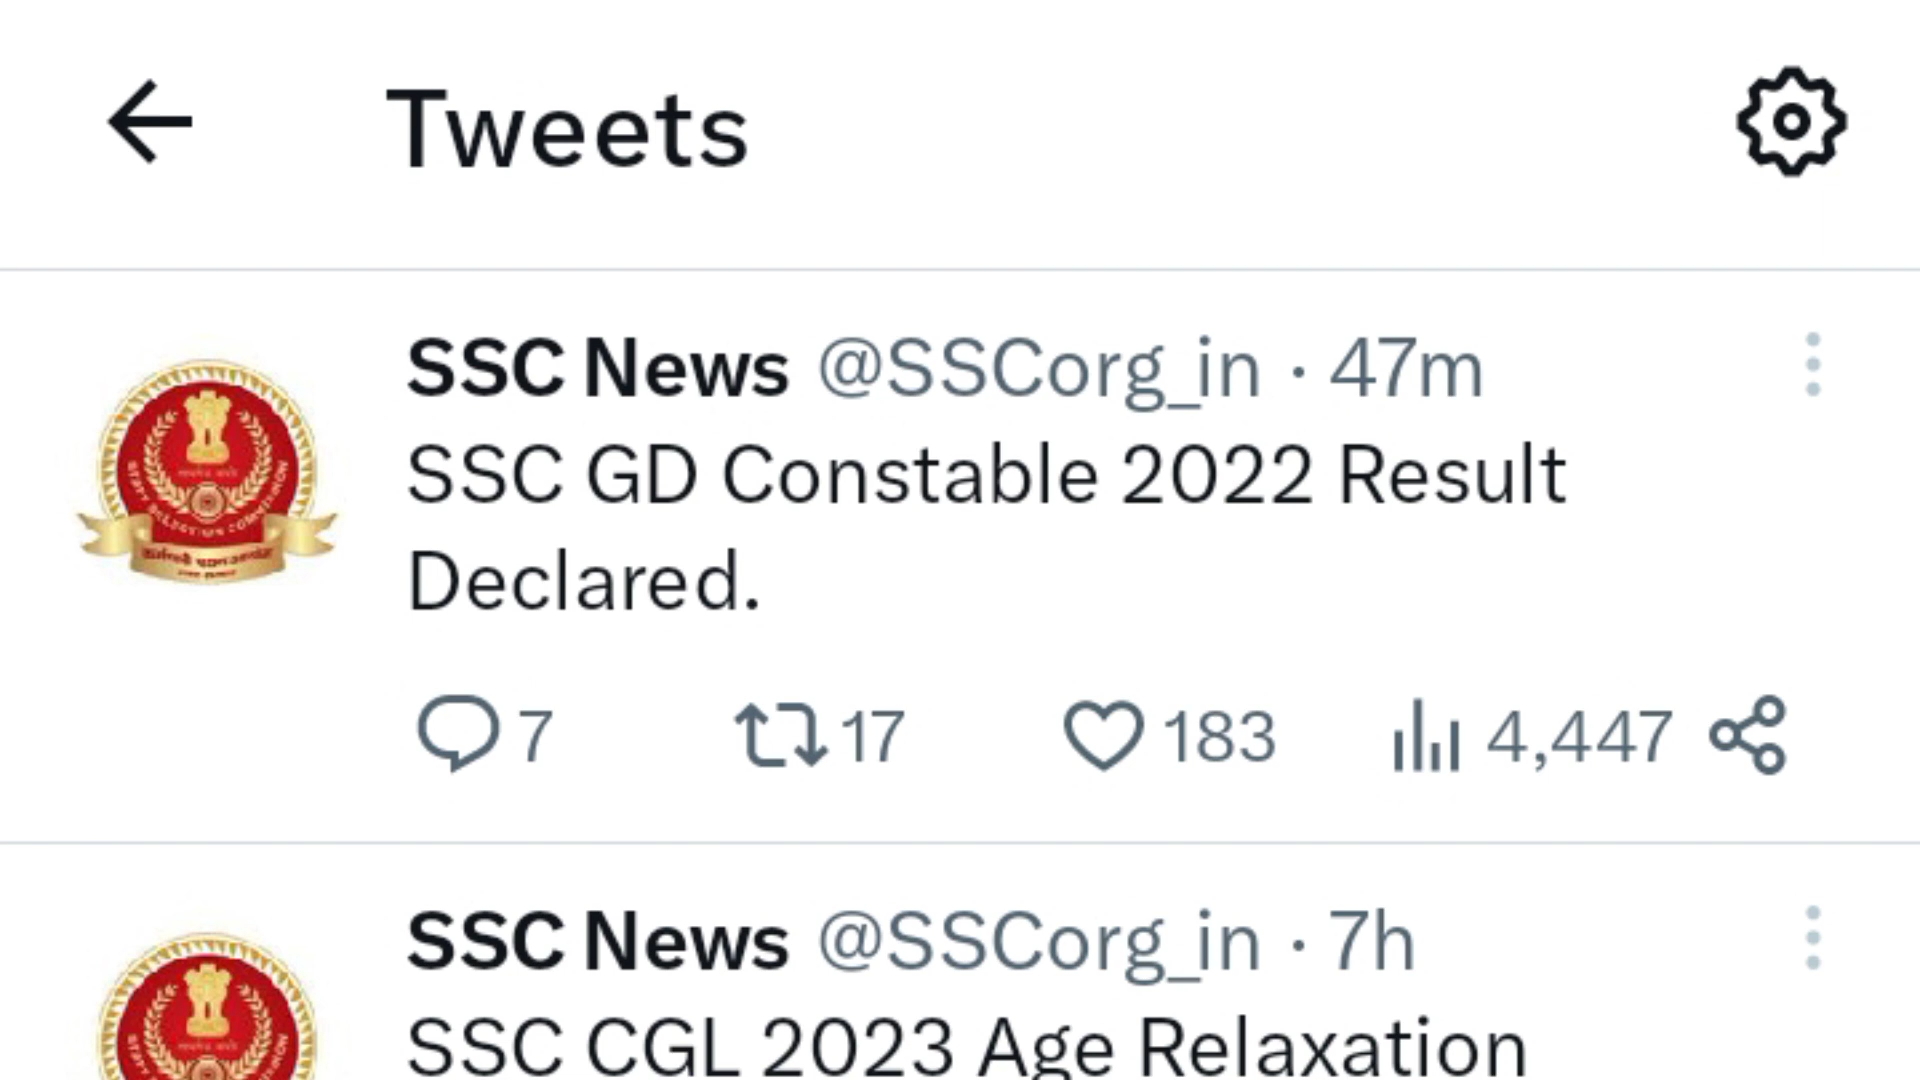 Tweets
SSC News @SSCorg_in · 47m
SSC GD Constable 2022 Result
Declared.
7 17 183 4,447
SSC News @SSCorg_in · 7h
SSC CGL 2023 Age Relaxation